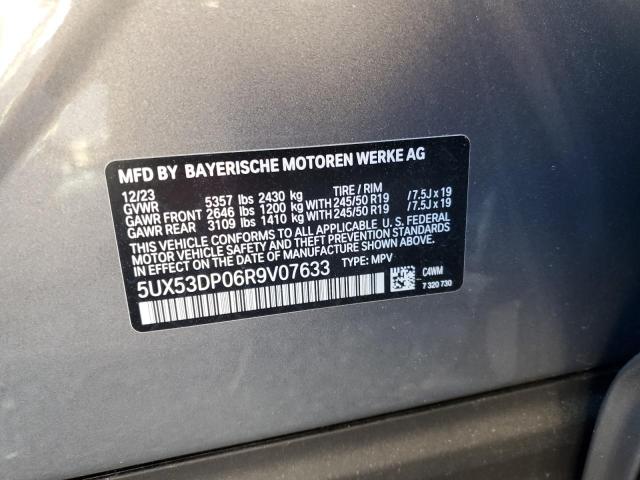 MFD BY BAYERISCHE MOTOREN WERKE AG
12/23 TIRE / RIM
GVWR 5357 lbs 2430 kg
GAWR FRONT 2646 lbs 1200 kg WITH 245/50 R19 / 7.5J x 19
GAWR REAR 3109 lbs 1410 kg WITH 245/50 R19 / 7.5J x 19
THIS VEHICLE CONFORMS TO ALL APPLICABLE U. S. FEDERAL
MOTOR VEHICLE SAFETY AND THEFT PREVENTION STANDARDS
IN EFFECT ON THE DATE OF MANUFACTURE SHOWN ABOVE.
5UX53DP06R9V07633 TYPE: MPV
C4WM
7 320 730